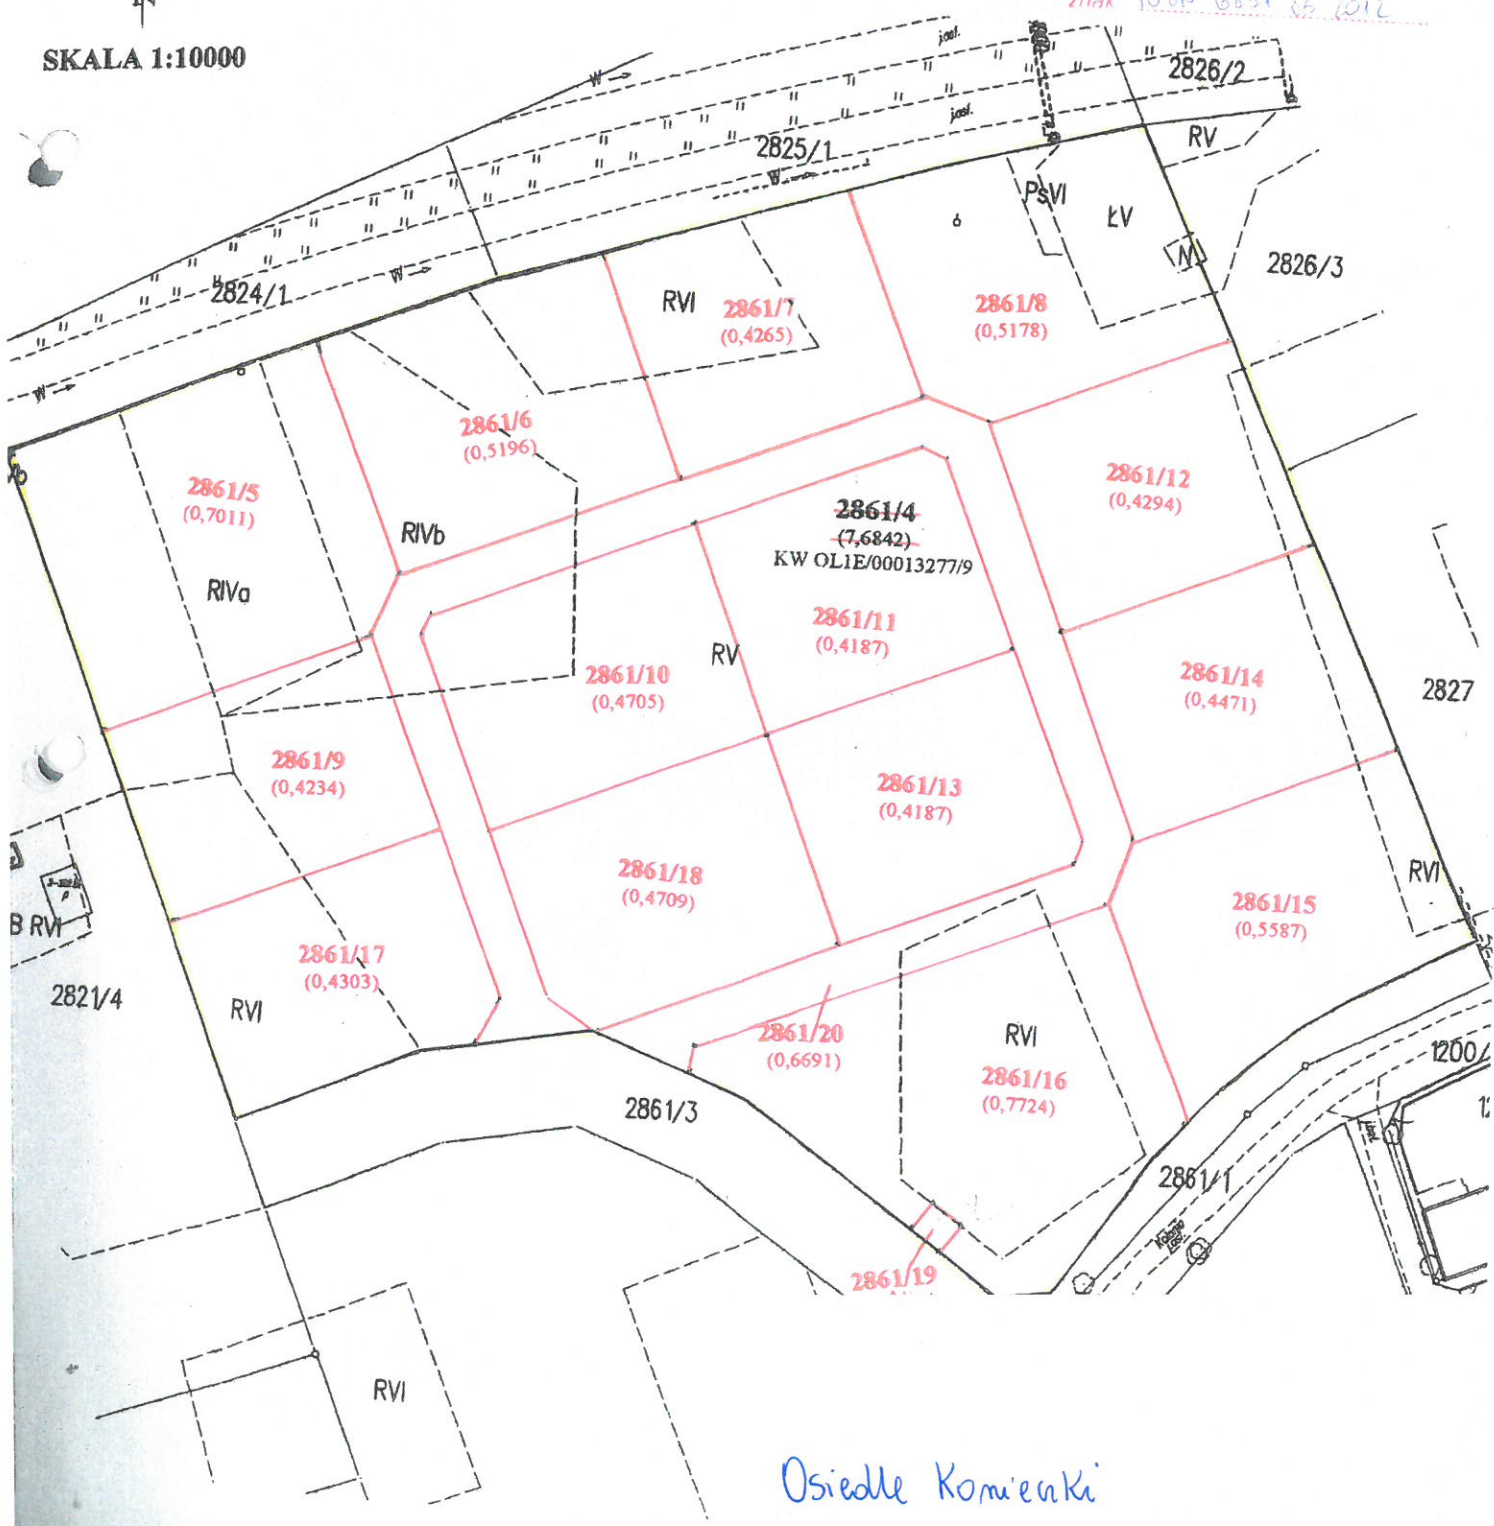 SKALA 1:10000
josf.
2826/2
2825/1
josf.
RV
W
PsVI
ŁV
W
N
2826/3
2824/1
W
RVI
2861/7
(0,4265)
2861/8
(0,5178)
W
2861/6
(0,5196)
2861/5
(0,7011)
2861/12
(0,4294)
RIVb
2861/4
(7,6842)
KW OL1E/00013277/9
RIVa
2861/11
(0,4187)
RV
2861/10
(0,4705)
2861/14
(0,4471)
2827
2861/9
(0,4234)
2861/13
(0,4187)
2861/18
(0,4709)
RVI
B RVI
2861/15
(0,5587)
2861/17
(0,4303)
2821/4
RVI
2861/20
(0,6691)
RVI
2861/16
(0,7724)
1200/
2861/3
2861/1
2861/19
RVI
Osiedle Konieczki